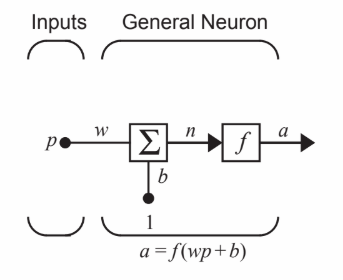 Inputs General Neuron
p w Σ n f a
b
1
a = f(wp + b)